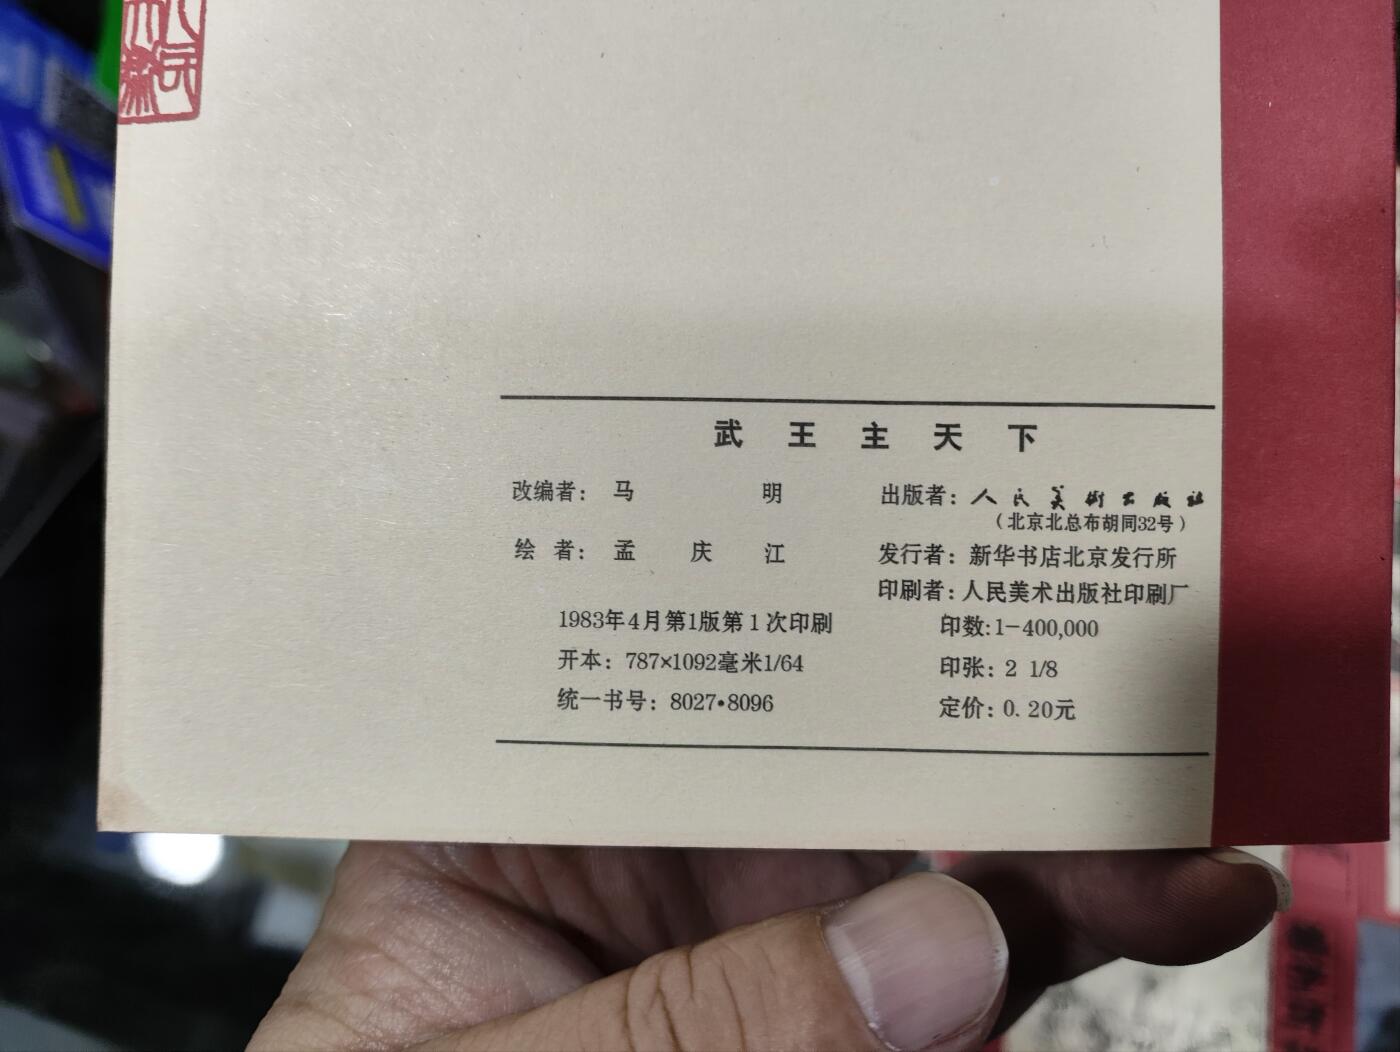 武王主天下
改编者：马 明
绘 者：孟 庆 江
出版者：人民美术出版社
（北京北总布胡同32号）
发行者：新华书店北京发行所
印刷者：人民美术出版社印刷厂
1983年4月第1版第1次印刷
印数：1-400,000
开本：787×1092毫米1/64
印张：2 1/8
统一书号：8027•8096
定价：0.20元